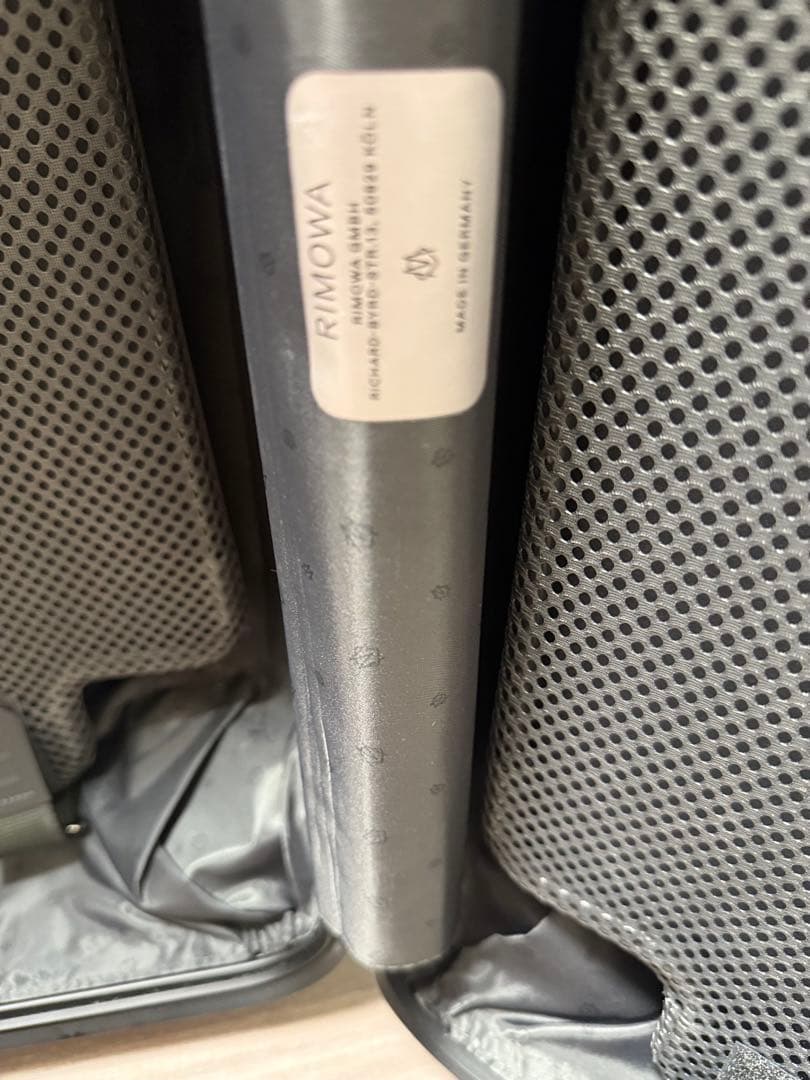 RIMOWA
RIMOWA GMBH
RICHARD-BYRD-STR.13, 50829 KÖLN
MADE IN GERMANY